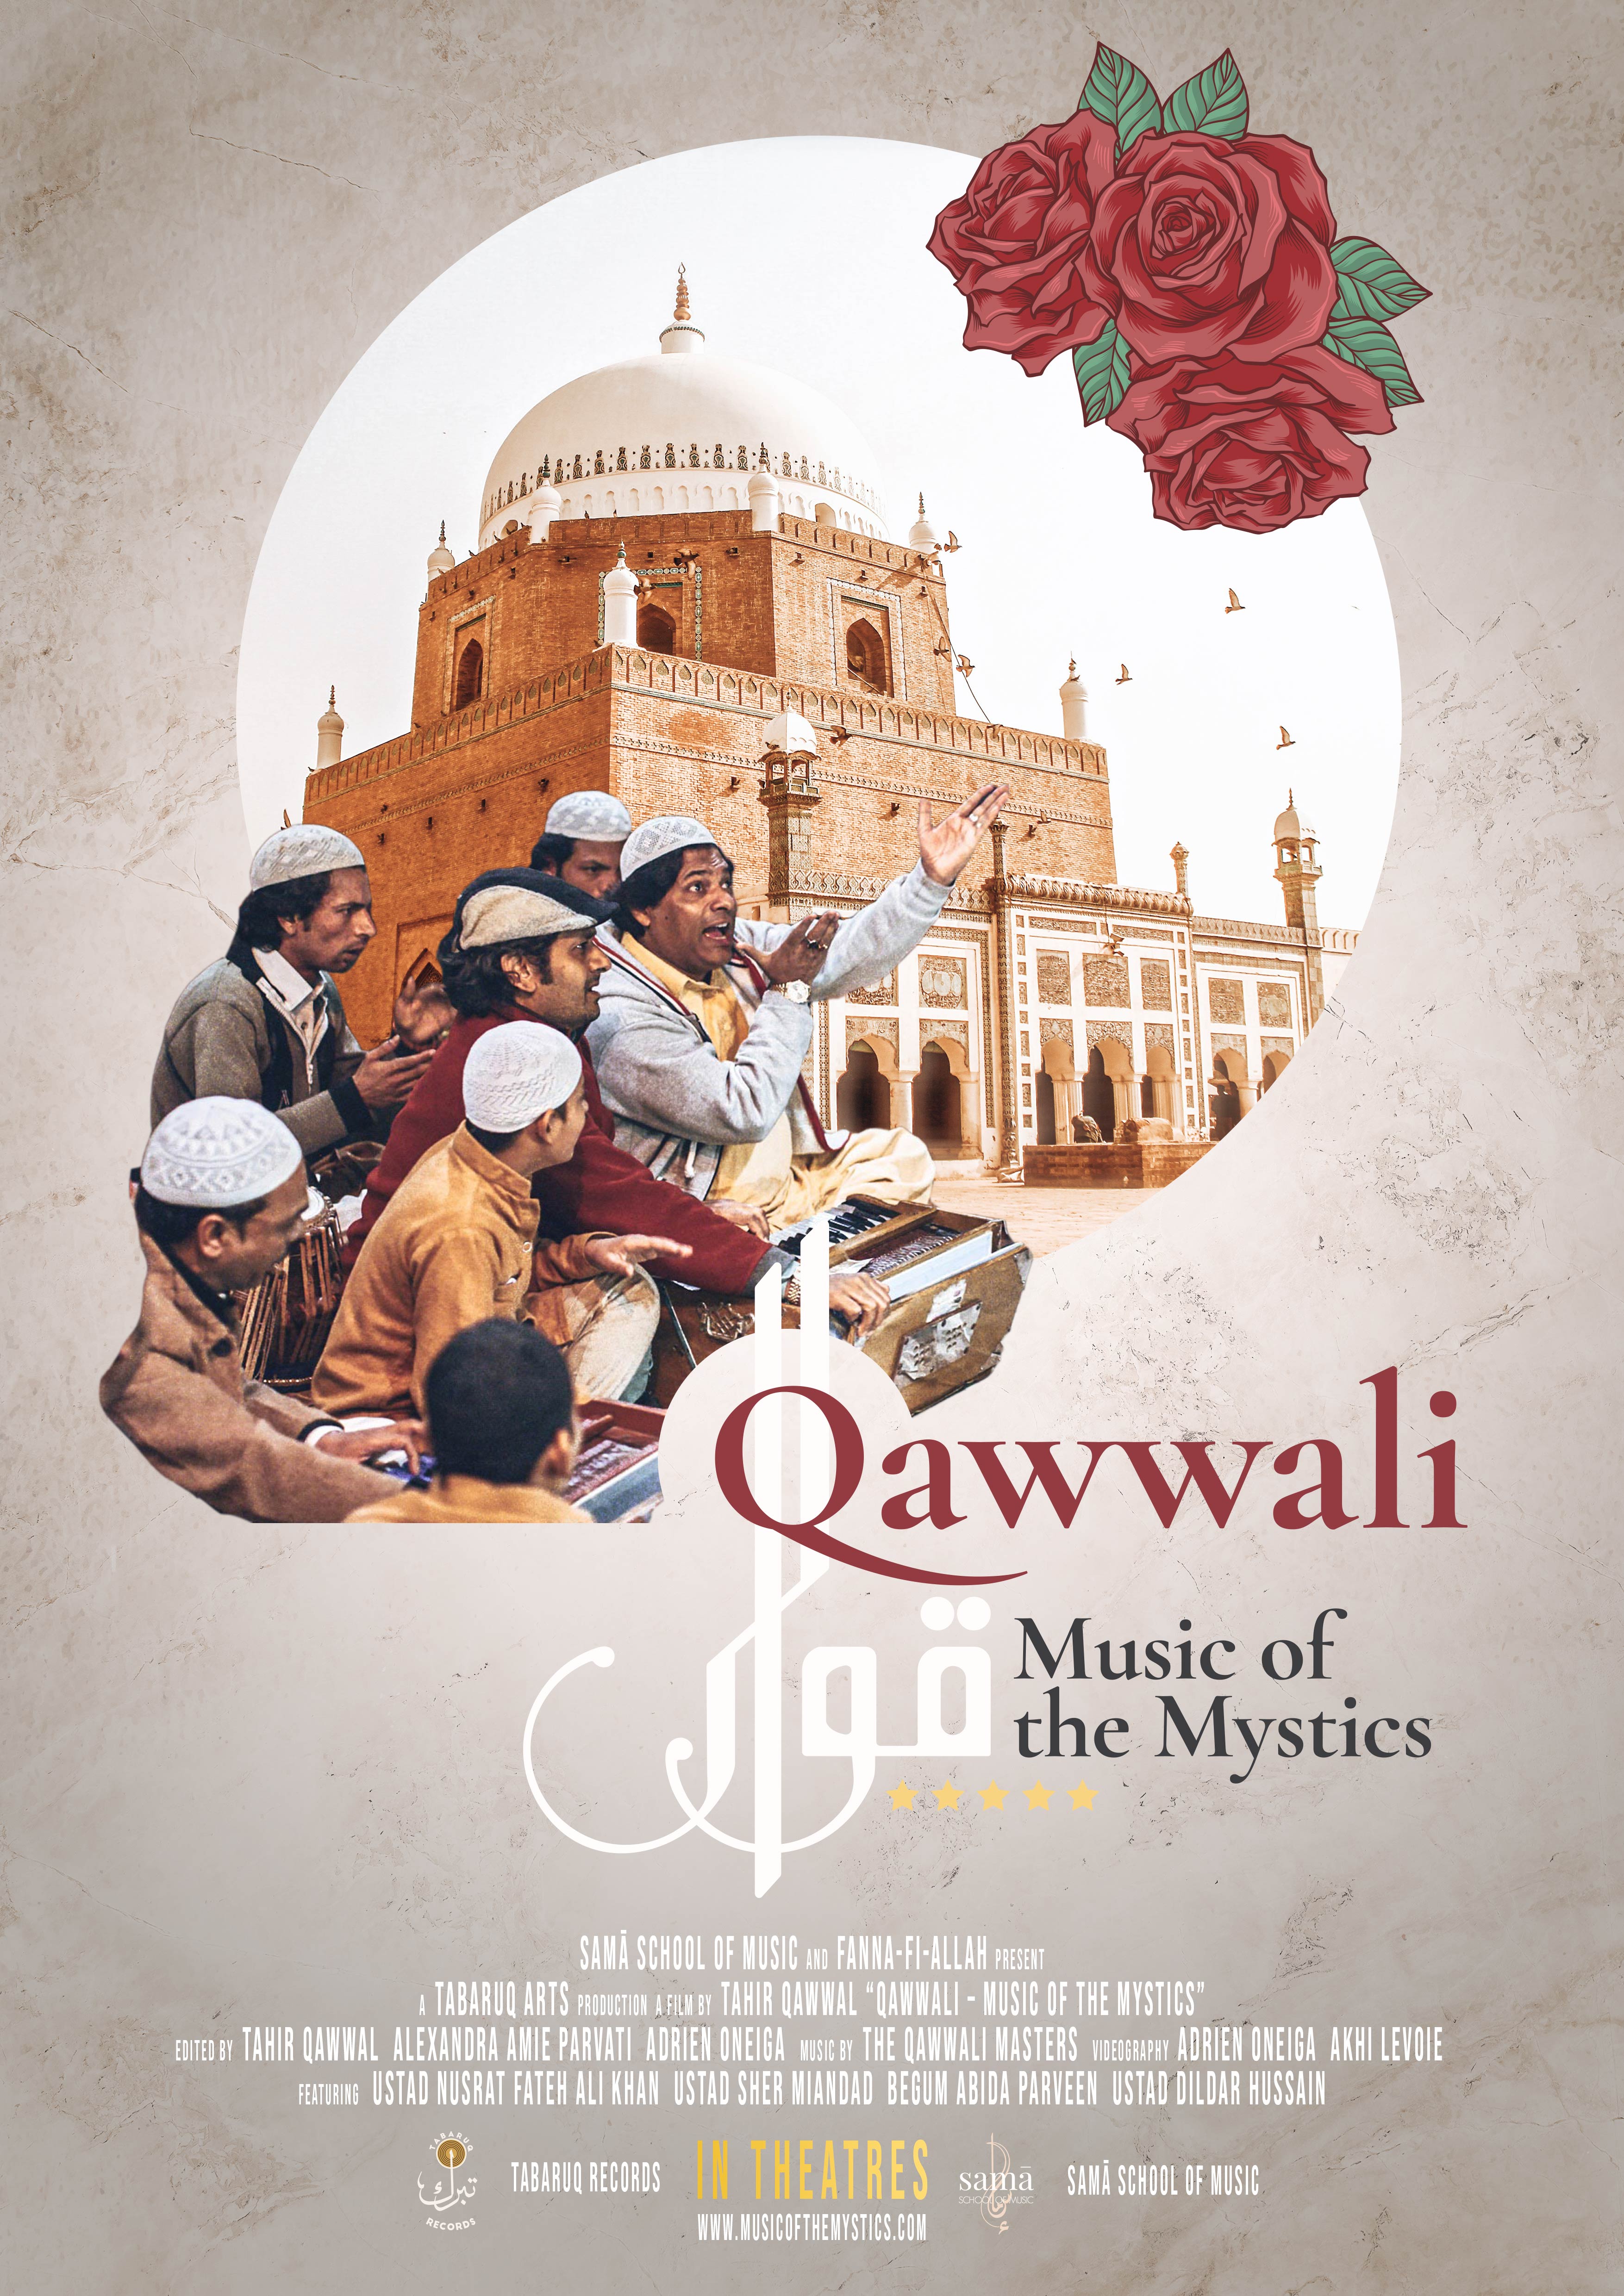 Qawwali
قوال
Music of
the Mystics
SAMĀ SCHOOL OF MUSIC AND FANNA-FI-ALLAH PRESENT
A TABARUQ ARTS PRODUCTION A FILM BY TAHIR QAWWAL “QAWWALI - MUSIC OF THE MYSTICS”
EDITED BY TAHIR QAWWAL ALEXANDRA AMIE PARVATI ADRIEN ONEIGA MUSIC BY THE QAWWALI MASTERS VIDEOGRAPHY ADRIEN ONEIGA AKHI LEVOIE
FEATURING USTAD NUSRAT FATEH ALI KHAN USTAD SHER MIANDAD BEGUM ABIDA PARVEEN USTAD DILDAR HUSSAIN
TABARUQ
تبرك
RECORDS
TABARUQ RECORDS
IN THEATRES
WWW.MUSICOFTHEMYSTICS.COM
samā
SCHOOL OF MUSIC
SAMĀ SCHOOL OF MUSIC